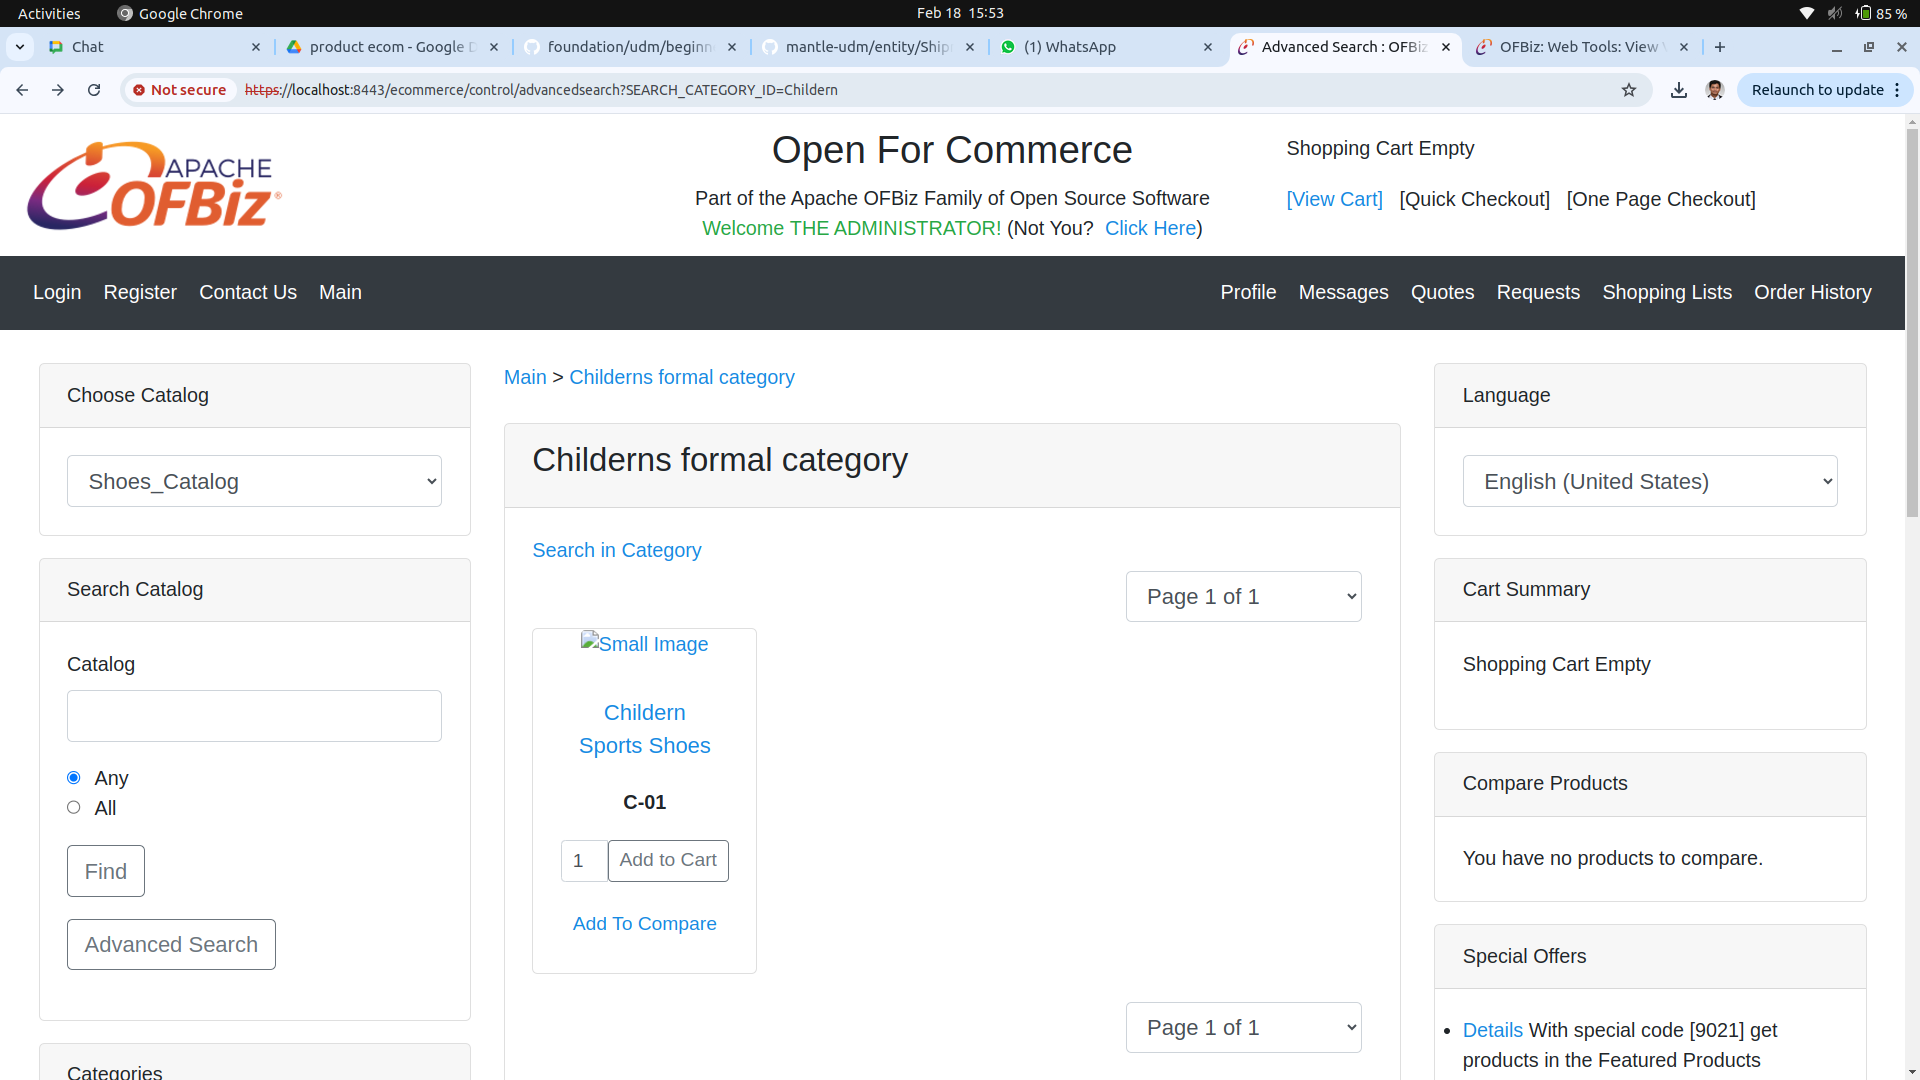 Activities
Google Chrome
Feb 18 15:53
85 %
Chat
product ecom - Google D
foundation/udm/beginn
mantle-udm/entity/Ship
(1) WhatsApp
Advanced Search : OFBiz
OFBiz: Web Tools: View
Not secure
https://localhost:8443/ecommerce/control/advancedsearch?SEARCH_CATEGORY_ID=Childern
Relaunch to update
APACHE
OFBiz®
Open For Commerce
Part of the Apache OFBiz Family of Open Source Software
Welcome THE ADMINISTRATOR! (Not You? Click Here)
Shopping Cart Empty
[View Cart] [Quick Checkout] [One Page Checkout]
Login Register Contact Us Main
Profile Messages Quotes Requests Shopping Lists Order History
Choose Catalog
Shoes_Catalog
Search Catalog
Catalog
Any
All
Find
Advanced Search
Categories
Main > Childerns formal category
Childerns formal category
Search in Category
Page 1 of 1
Small Image
Childern
Sports Shoes
C-01
1 Add to Cart
Add To Compare
Page 1 of 1
Language
English (United States)
Cart Summary
Shopping Cart Empty
Compare Products
You have no products to compare.
Special Offers
Details With special code [9021] get
products in the Featured Products